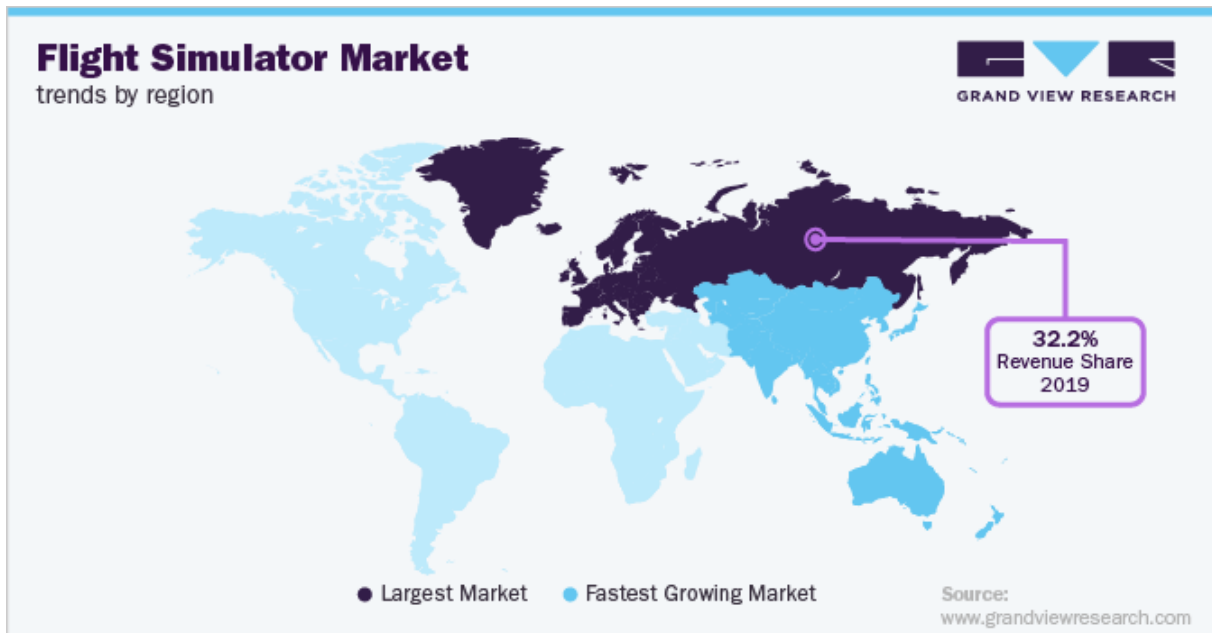 Flight Simulator Market
trends by region
GRAND VIEW RESEARCH
32.2%
Revenue Share
2019
Largest Market
Fastest Growing Market
Source:
www.grandviewresearch.com